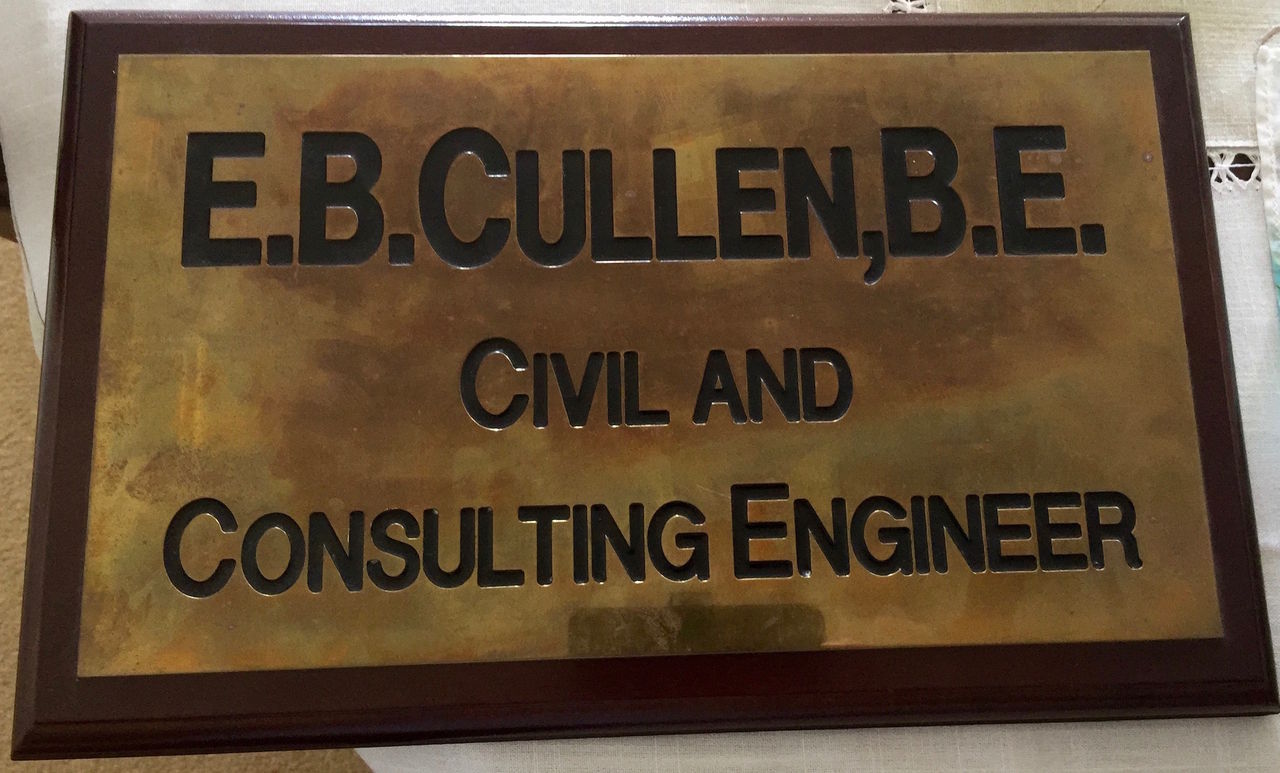 E.B.CULLEN,B.E.
CIVIL AND
CONSULTING ENGINEER